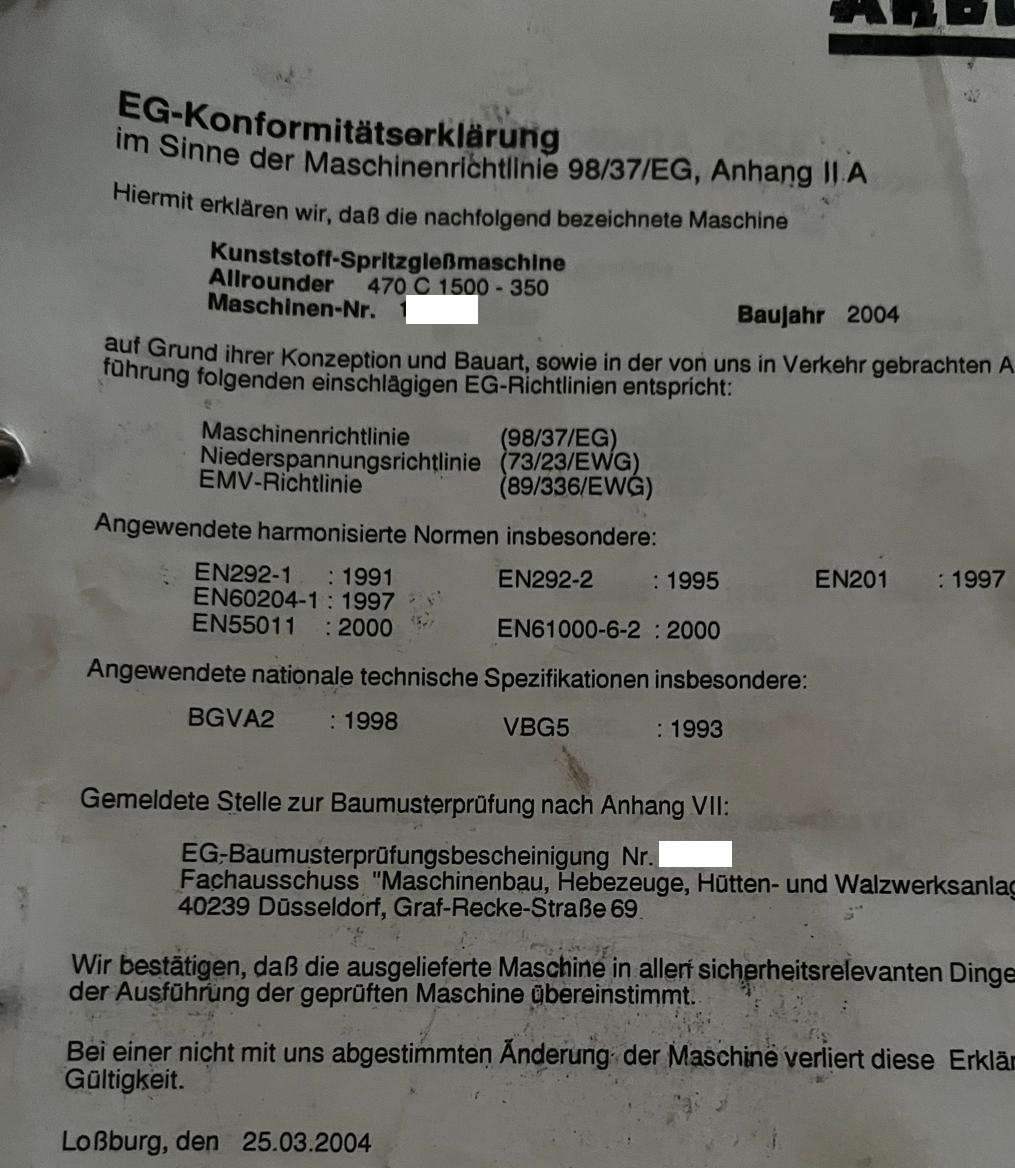 EG-Konformitätserklärung
im Sinne der Maschinenrichtlinie 98/37/EG, Anhang II A
Hiermit erklären wir, daß die nachfolgend bezeichnete Maschine
Kunststoff-Spritzgießmaschine
Allrounder 470 C 1500 - 350
Maschinen-Nr. 1 Baujahr 2004
auf Grund ihrer Konzeption und Bauart, sowie in der von uns in Verkehr gebrachten A
führung folgenden einschlägigen EG-Richtlinien entspricht:
Maschinenrichtlinie (98/37/EG)
Niederspannungsrichtlinie (73/23/EWG)
EMV-Richtlinie (89/336/EWG)
Angewendete harmonisierte Normen insbesondere:
EN292-1 : 1991 EN292-2 : 1995 EN201 : 1997
EN60204-1 : 1997
EN55011 : 2000 EN61000-6-2 : 2000
Angewendete nationale technische Spezifikationen insbesondere:
BGVA2 : 1998 VBG5 : 1993
Gemeldete Stelle zur Baumusterprüfung nach Anhang VII:
EG-Baumusterprüfungsbescheinigung Nr.
Fachausschuss "Maschinenbau, Hebezeuge, Hütten- und Walzwerksanlag
40239 Düsseldorf, Graf-Recke-Straße 69
Wir bestätigen, daß die ausgelieferte Maschine in allen sicherheitsrelevanten Dinge
der Ausführung der geprüften Maschine übereinstimmt.
Bei einer nicht mit uns abgestimmten Änderung der Maschine verliert diese Erklär
Gültigkeit.
Loßburg, den 25.03.2004